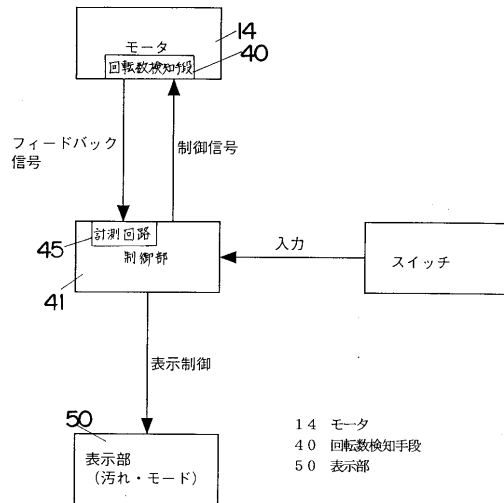 14
モータ
40
回転数検知手段
フィードバック
信号
制御信号
計測回路
45
制御部
入力
スイッチ
41
表示制御
50
表示部
（汚れ・モード）
１４ モータ
４０ 回転数検知手段
５０ 表示部